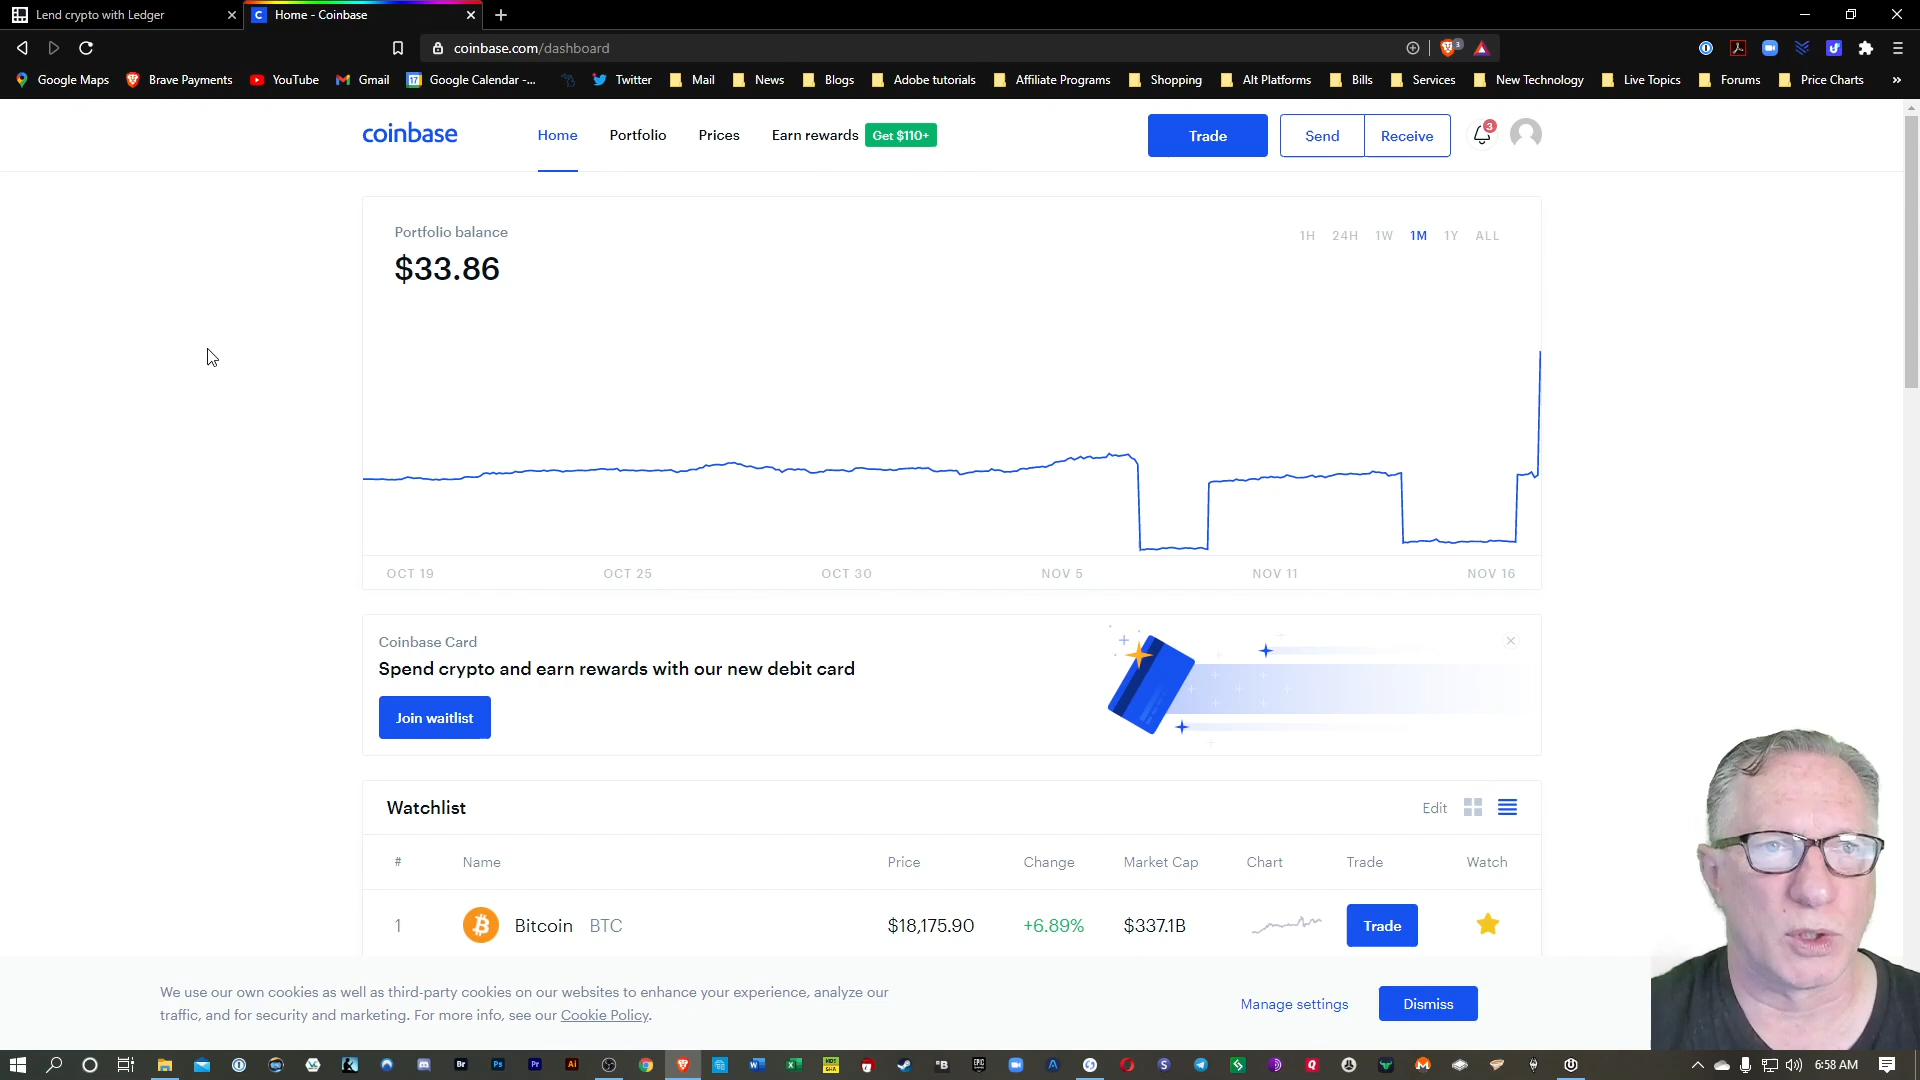 Lend crypto with Ledger
Home - Coinbase
coinbase.com/dashboard
Google Maps
Brave Payments
YouTube
Gmail
Google Calendar -...
Twitter
Mail
News
Blogs
Adobe tutorials
Affiliate Programs
Shopping
Alt Platforms
Bills
Services
New Technology
Live Topics
Forums
Price Charts
coinbase
Home
Portfolio
Prices
Earn rewards
Get $110+
Trade
Send
Receive
3
Portfolio balance
$33.86
1H 24H 1W 1M 1Y ALL
OCT 19 OCT 25 OCT 30 NOV 5 NOV 11 NOV 16
Coinbase Card
Spend crypto and earn rewards with our new debit card
Join waitlist
Watchlist
Edit
# Name Price Change Market Cap Chart Trade Watch
1 Bitcoin BTC $18,175.90 +6.89% $337.1B Trade
We use our own cookies as well as third-party cookies on our websites to enhance your experience, analyze our
traffic, and for security and marketing. For more info, see our Cookie Policy.
Manage settings
Dismiss
6:58 AM